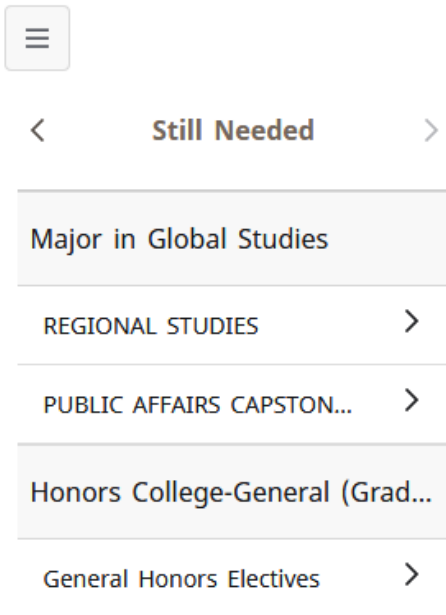 Still Needed
Major in Global Studies
REGIONAL STUDIES
PUBLIC AFFAIRS CAPSTON...
Honors College-General (Grad...
General Honors Electives